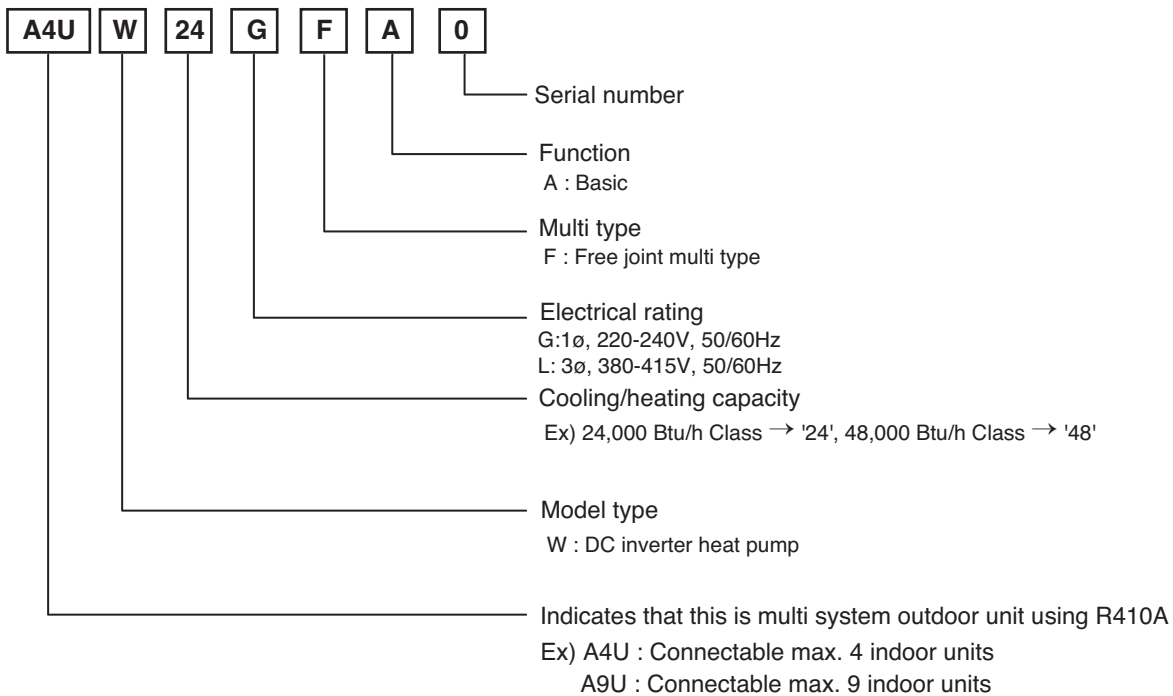 A4U W 24 G F A 0
Serial number
Function
A : Basic
Multi type
F : Free joint multi type
Electrical rating
G:1ø, 220-240V, 50/60Hz
L: 3ø, 380-415V, 50/60Hz
Cooling/heating capacity
Ex) 24,000 Btu/h Class → '24', 48,000 Btu/h Class → '48'
Model type
W : DC inverter heat pump
Indicates that this is multi system outdoor unit using R410A
Ex) A4U : Connectable max. 4 indoor units
A9U : Connectable max. 9 indoor units